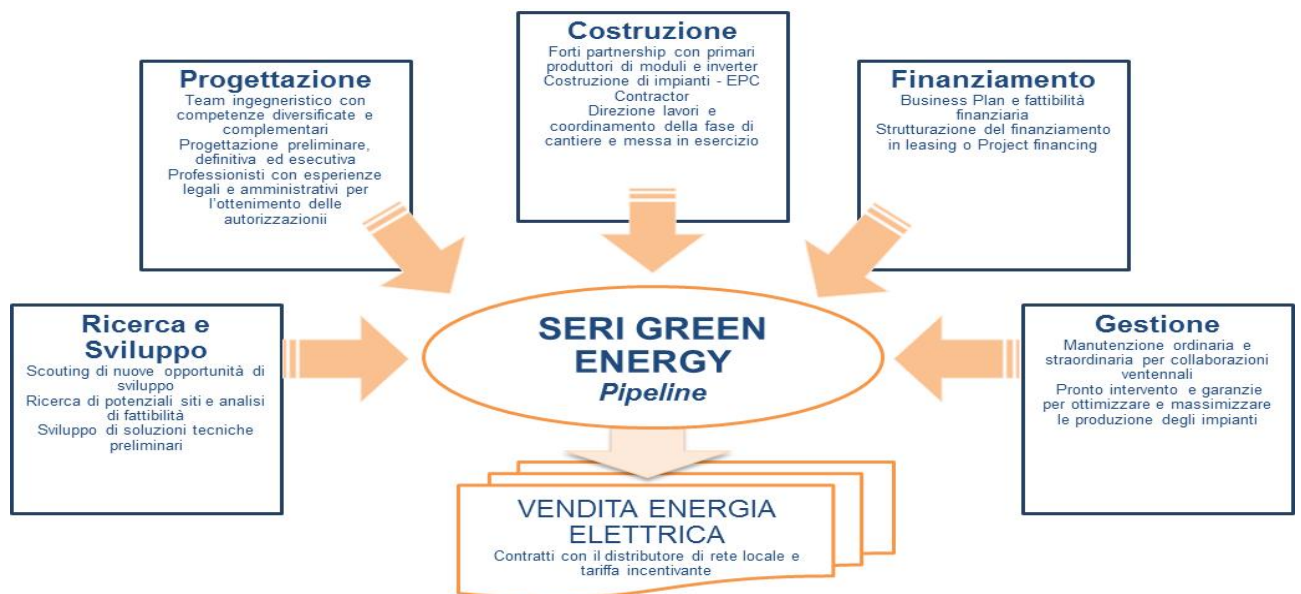 Costruzione
Forti partnership con primari
produttori di moduli e inverter
Costruzione di impianti - EPC
Contractor
Direzione lavori e
coordinamento della fase di
cantiere e messa in esercizio
Progettazione
Team ingegneristico con
competenze diversificate e
complementari
Progettazione preliminare,
definitiva ed esecutiva
Professionisti con esperienze
legali e amministrativi per
l'ottenimento delle
autorizzazionii
Finanziamento
Business Plan e fattibilità
finanziaria
Strutturazione del finanziamento
in leasing o Project financing
Ricerca e
Sviluppo
Scouting di nuove opportunità di
sviluppo
Ricerca di potenziali siti e analisi
di fattibilità
Sviluppo di soluzioni tecniche
preliminari
SERI GREEN
ENERGY
Pipeline
Gestione
Manutenzione ordinaria e
straordinaria per collaborazioni
ventennali
Pronto intervento e garanzie
per ottimizzare e massimizzare
le produzione degli impianti
VENDITA ENERGIA
ELETTRICA
Contratti con il distributore di rete locale e
tariffa incentivante